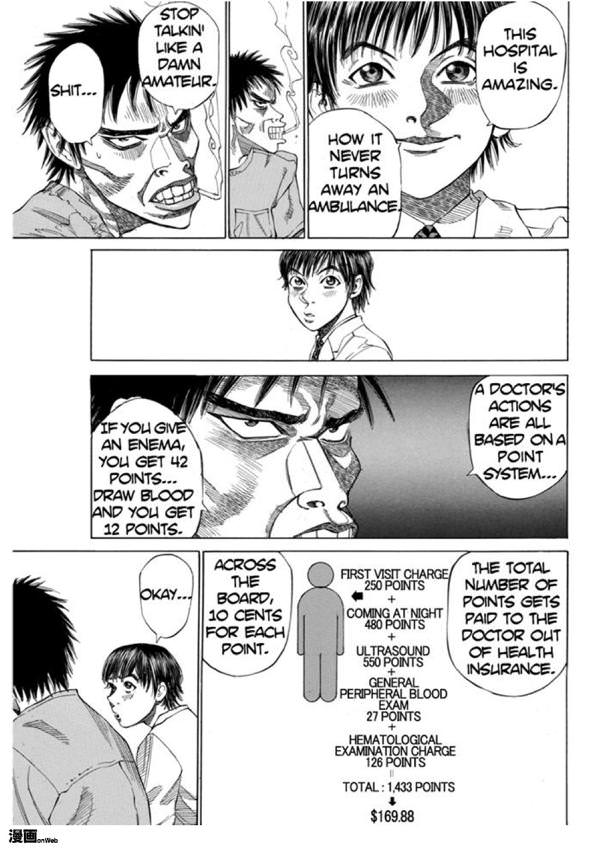 THIS
HOSPITAL
IS
AMAZING.
HOW IT
NEVER
TURNS
AWAY AN
AMBULANCE.
STOP
TALKIN'
LIKE A
DAMN
AMATEUR.
SHIT...
A DOCTOR'S
ACTIONS
ARE ALL
BASED ON A
POINT
SYSTEM...
IF YOU GIVE
AN ENEMA,
YOU GET 42
POINTS...
DRAW BLOOD
AND YOU GET
12 POINTS.
THE TOTAL
NUMBER OF
POINTS GETS
PAID TO THE
DOCTOR OUT
OF HEALTH
INSURANCE.
FIRST VISIT CHARGE
250 POINTS
+
COMING AT NIGHT
480 POINTS
+
ULTRASOUND
550 POINTS
+
GENERAL
PERIPHERAL BLOOD
EXAM
27 POINTS
+
HEMATOLOGICAL
EXAMINATION CHARGE
126 POINTS
=
TOTAL : 1,433 POINTS
$169.88
ACROSS
THE
BOARD,
10 CENTS
FOR EACH
POINT.
OKAY...
漫画 on Web